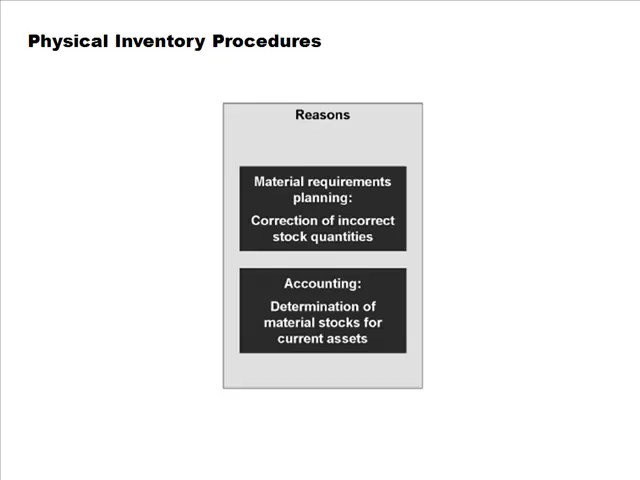 Physical Inventory Procedures
Reasons
Material requirements
planning:
Correction of incorrect
stock quantities
Accounting:
Determination of
material stocks for
current assets